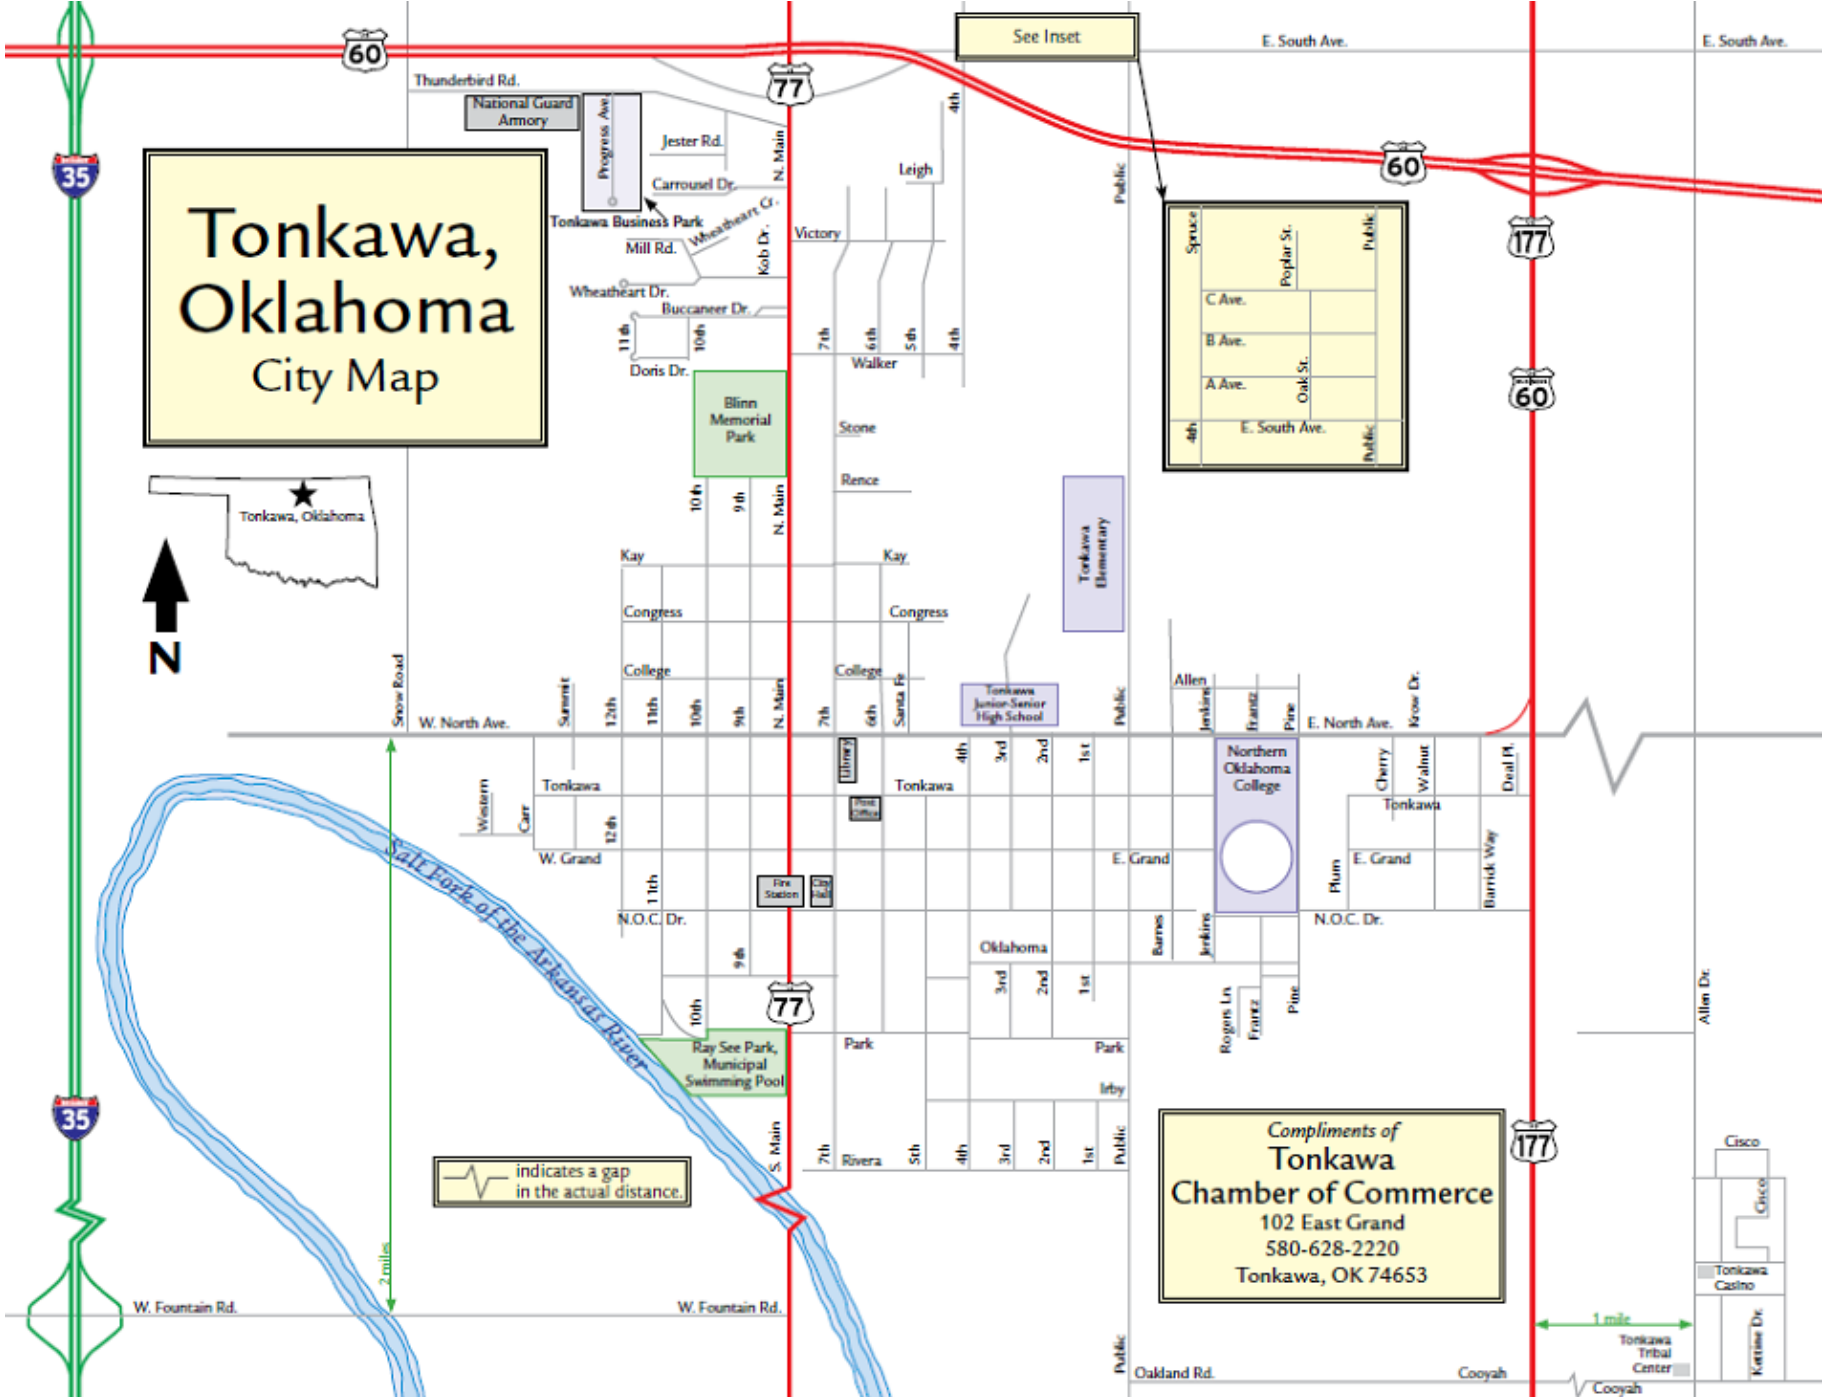 See Inset
E. South Ave.
E. South Ave.
60
77
Thunderbird Rd.
National Guard
Armory
Progress Ave.
Jester Rd.
N. Main
4th
Leigh
Public
60
35
Carrousel Dr.
Tonkawa Business Park
Wheatheart Cr.
Mill Rd.
Kob Dr.
Victory
177
Tonkawa,
Oklahoma
City Map
Spruce
Poplar St.
Public
C Ave.
B Ave.
A Ave.
Oak St.
E. South Ave.
4th
Public
Wheatheart Dr.
Buccaneer Dr.
11th
10th
Doris Dr.
7th
6th
5th
4th
Walker
60
Blinn
Memorial
Park
Stone
Rence
Tonkawa, Oklahoma
N
10th
9th
N. Main
Tonkawa
Elementary
Kay
Kay
Congress
Congress
College
College
Snow Road
Summit
12th
11th
10th
9th
N. Main
7th
6th
Santa Fe
Tonkawa
Junior-Senior
High School
Public
Allen
Jenkins
Frantz
Pine
Krow Dr.
W. North Ave.
E. North Ave.
Library
4th
3rd
2nd
1st
Northern
Oklahoma
College
Cherry
Walnut
Deal Pl.
Western
Carr
Tonkawa
12th
Post
Office
Tonkawa
Tonkawa
W. Grand
E. Grand
E. Grand
Plum
Barrick Way
Salt Fork of the Arkansas River
11th
Fire
Station
City
Hall
N.O.C. Dr.
N.O.C. Dr.
9th
Oklahoma
Barnes
Jenkins
3rd
2nd
1st
77
10th
Rogers Ln.
Frantz
Pine
Allen Dr.
Ray See Park,
Municipal
Swimming Pool
Park
Park
Irby
35
S. Main
7th
Rivera
5th
4th
3rd
2nd
1st
Public
177
indicates a gap
in the actual distance.
Compliments of
Tonkawa
Chamber of Commerce
102 East Grand
580-628-2220
Tonkawa, OK 74653
Cisco
Cisco
2 miles
Tonkawa
Casino
W. Fountain Rd.
W. Fountain Rd.
1 mile
Tonkawa
Tribal
Center
Kattine Dr.
Public
Oakland Rd.
Cooyah
Cooyah